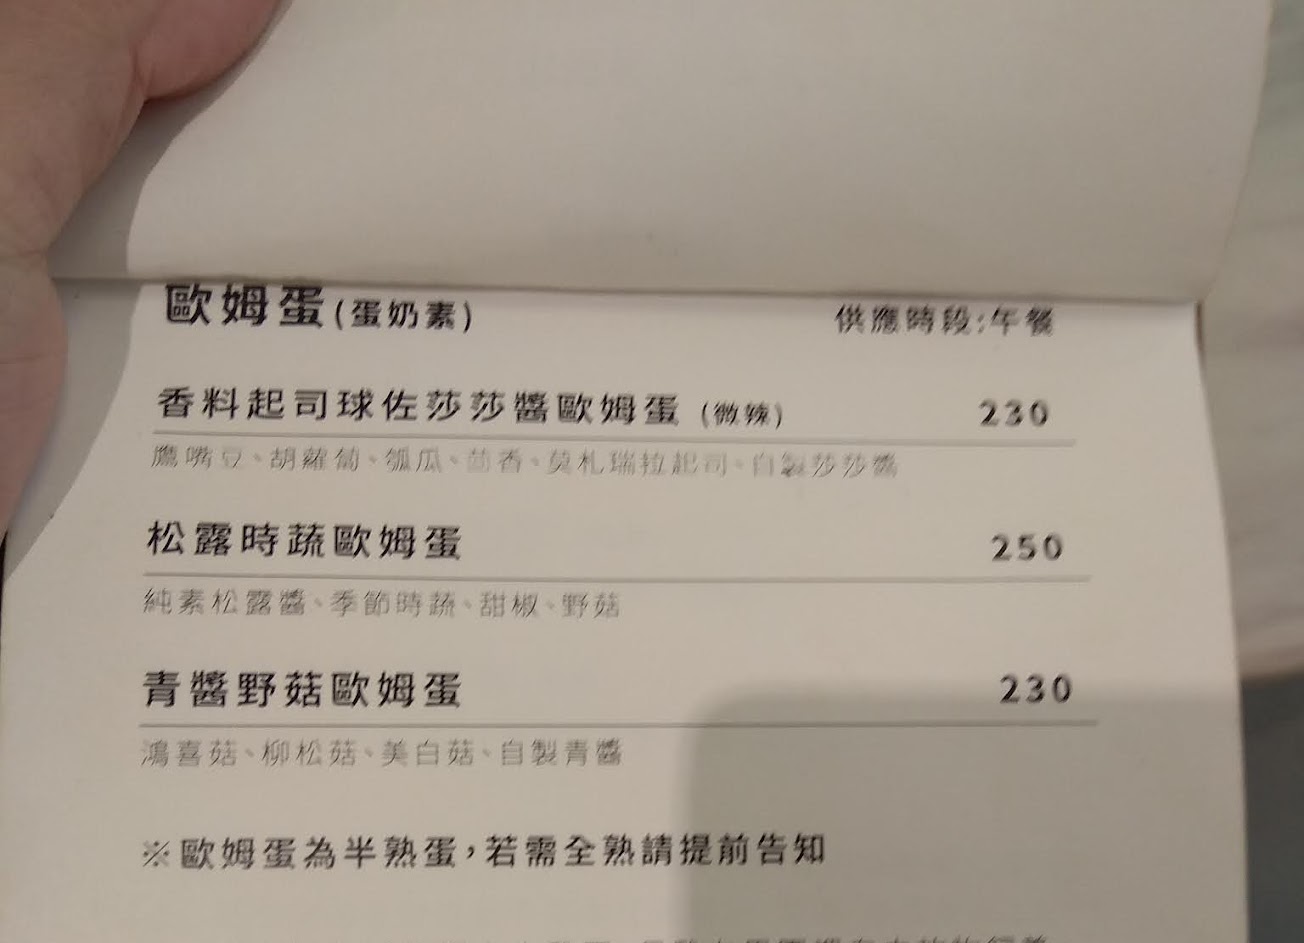 歐姆蛋(蛋奶素) 供應時段:午餐
香料起司球佐莎莎醬歐姆蛋 (微辣) 230
鷹嘴豆、胡蘿蔔、瓠瓜、茴香、莫札瑞拉起司、自製莎莎醬
松露時蔬歐姆蛋 250
純素松露醬、季節時蔬、甜椒、野菇
青醬野菇歐姆蛋 230
鴻喜菇、柳松菇、美白菇、自製青醬
※歐姆蛋為半熟蛋，若需全熟請提前告知